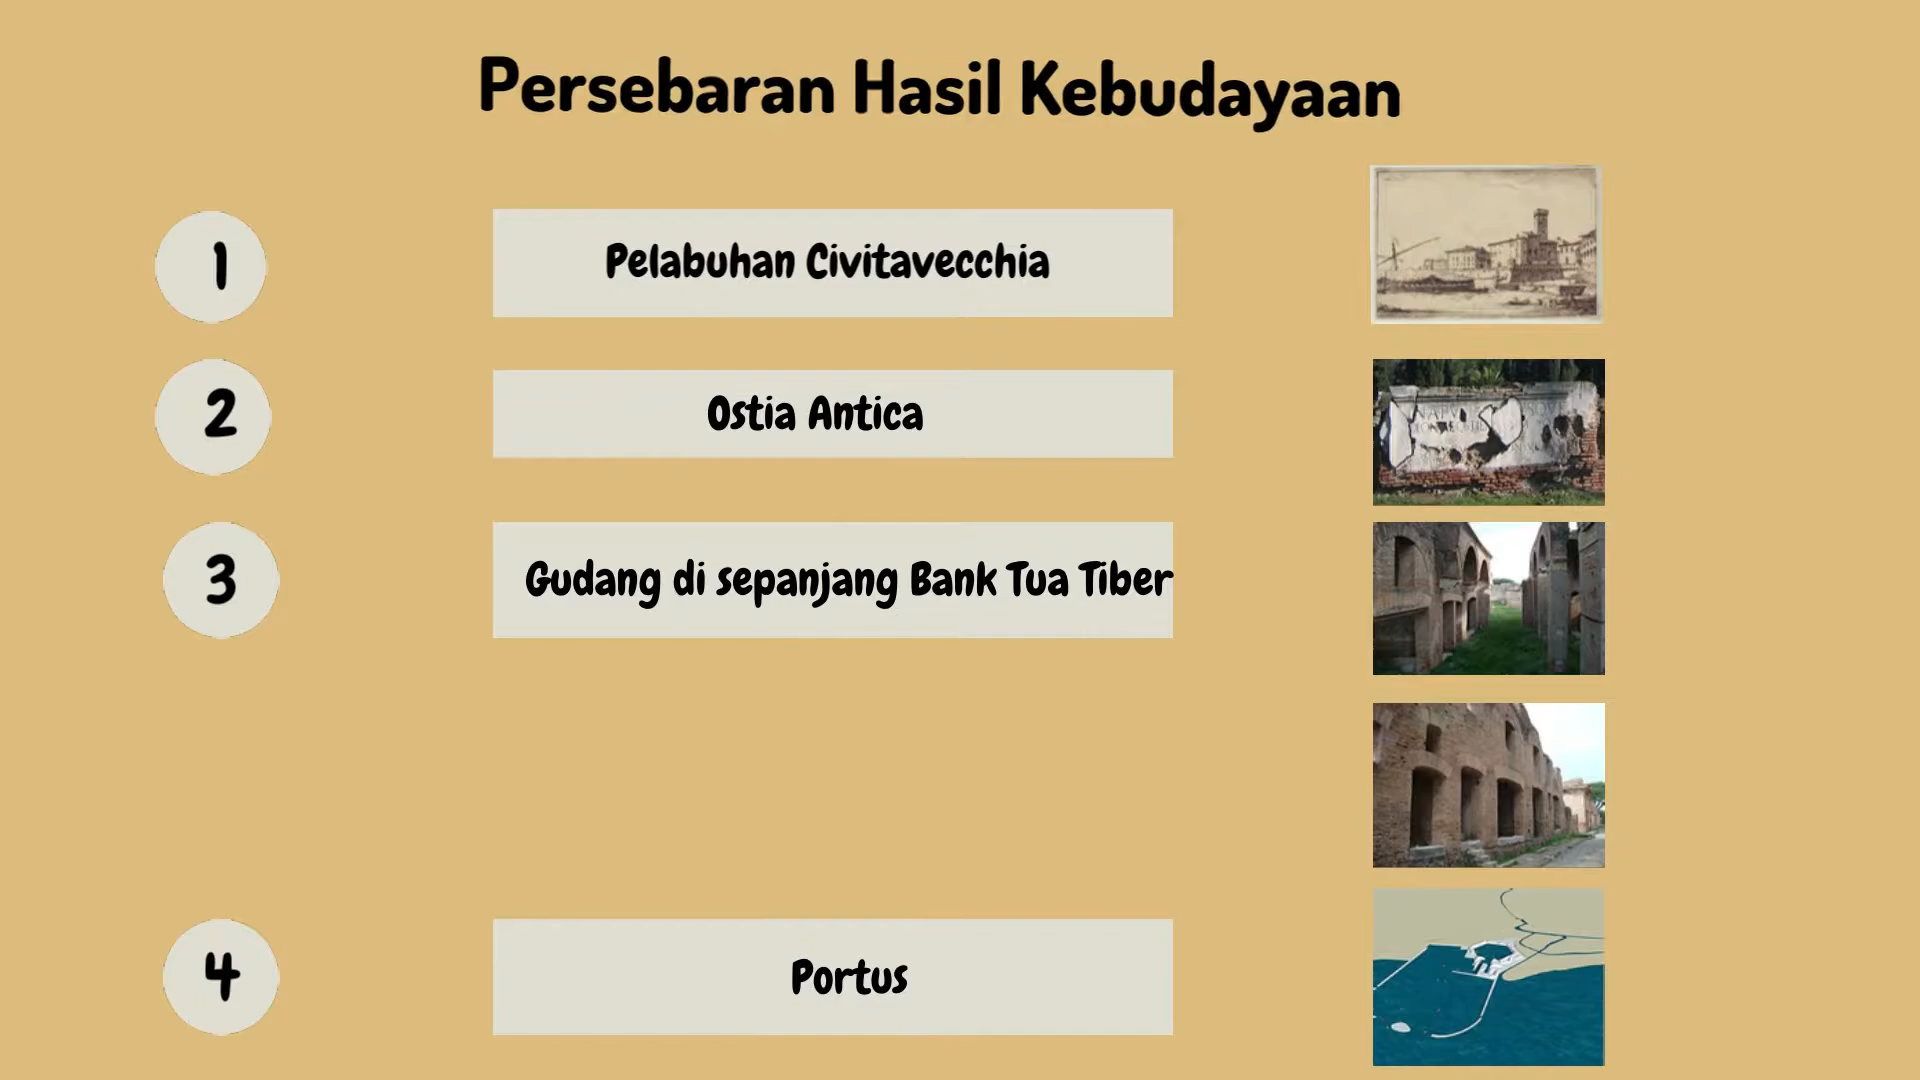 Persebaran Hasil Kebudayaan
1
Pelabuhan Civitavecchia
2
Ostia Antica
3
Gudang di sepanjang Bank Tua Tiber
4
Portus